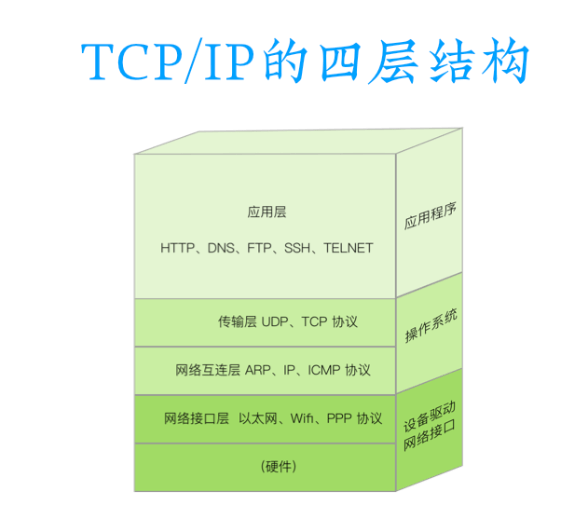 TCP/IP的四层结构
应用层
HTTP、DNS、FTP、SSH、TELNET
应用程序
传输层 UDP、TCP 协议
操作系统
网络互连层 ARP、IP、ICMP 协议
网络接口层 以太网、Wifi、PPP 协议
设备驱动
网络接口
(硬件)